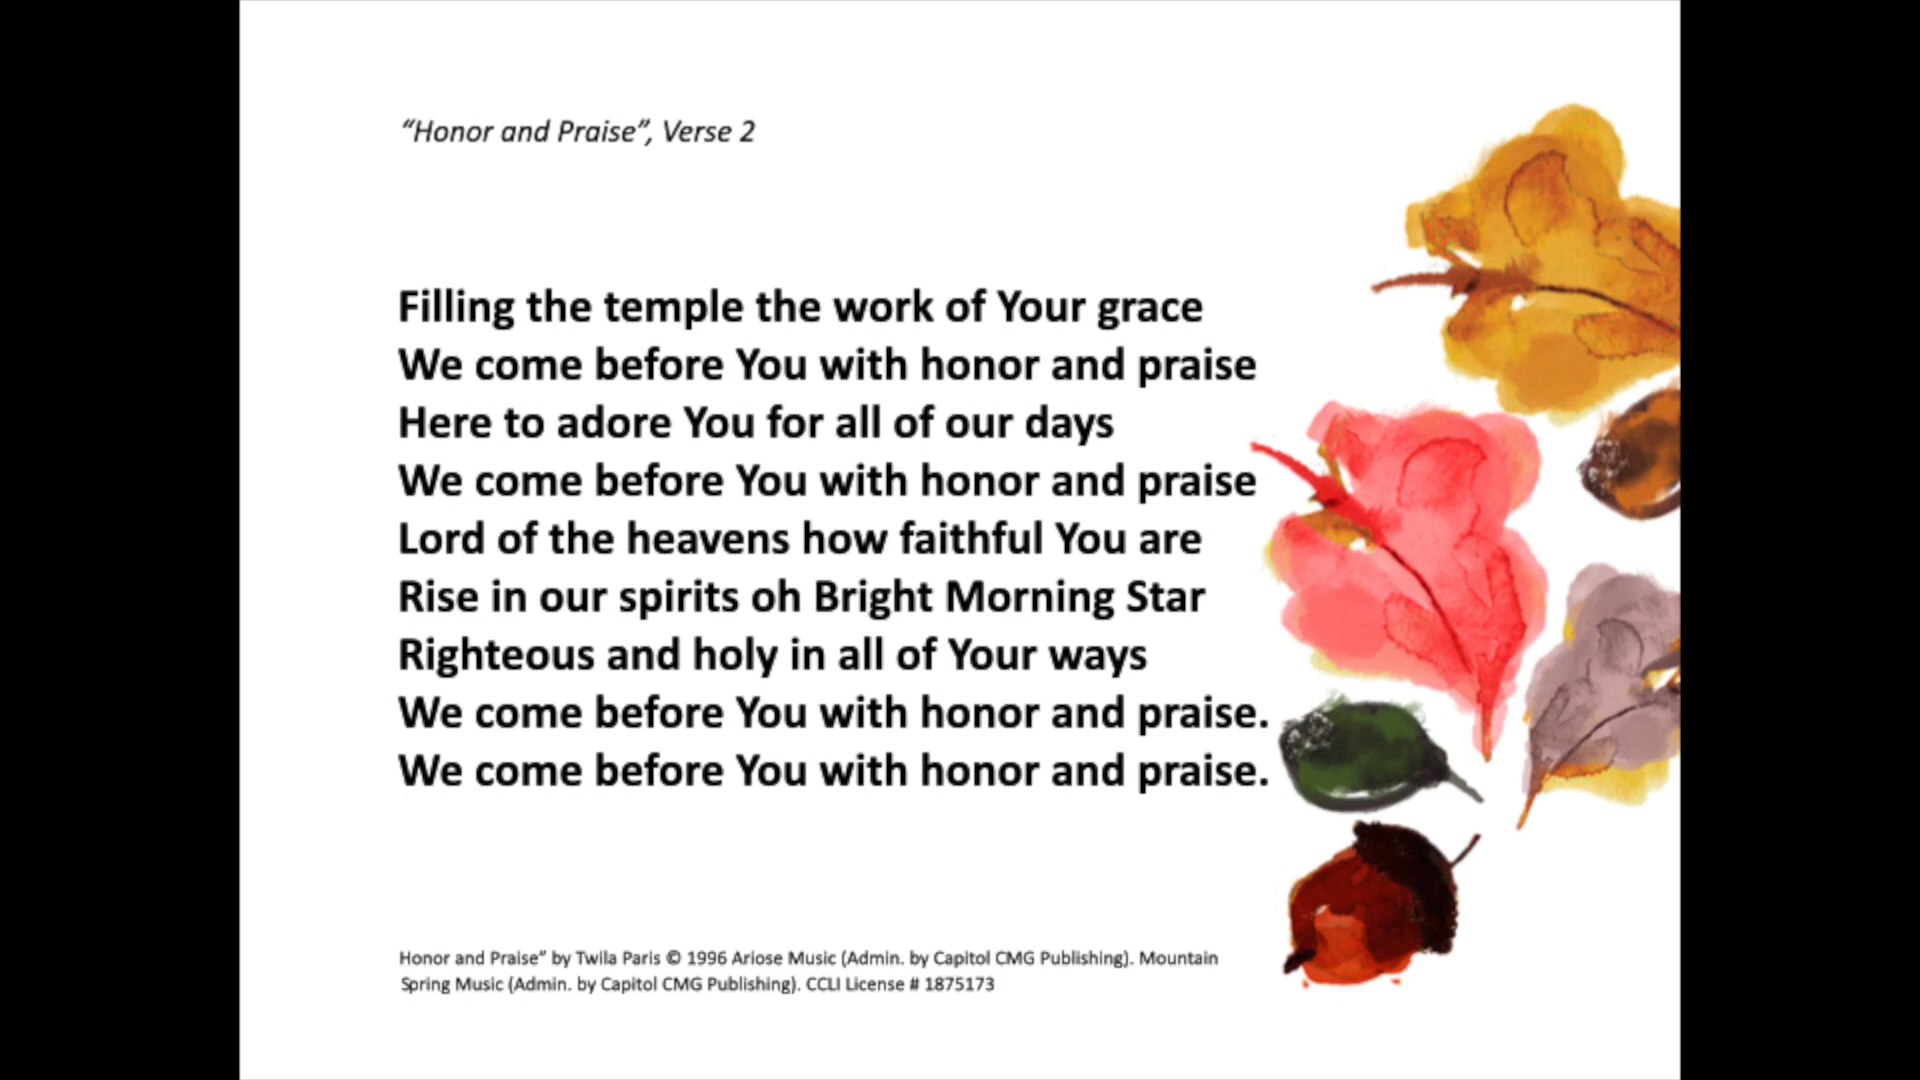 “Honor and Praise”, Verse 2
Filling the temple the work of Your grace
We come before You with honor and praise
Here to adore You for all of our days
We come before You with honor and praise
Lord of the heavens how faithful You are
Rise in our spirits oh Bright Morning Star
Righteous and holy in all of Your ways
We come before You with honor and praise.
We come before You with honor and praise.
Honor and Praise” by Twila Paris © 1996 Ariose Music (Admin. by Capitol CMG Publishing). Mountain
Spring Music (Admin. by Capitol CMG Publishing). CCLI License # 1875173